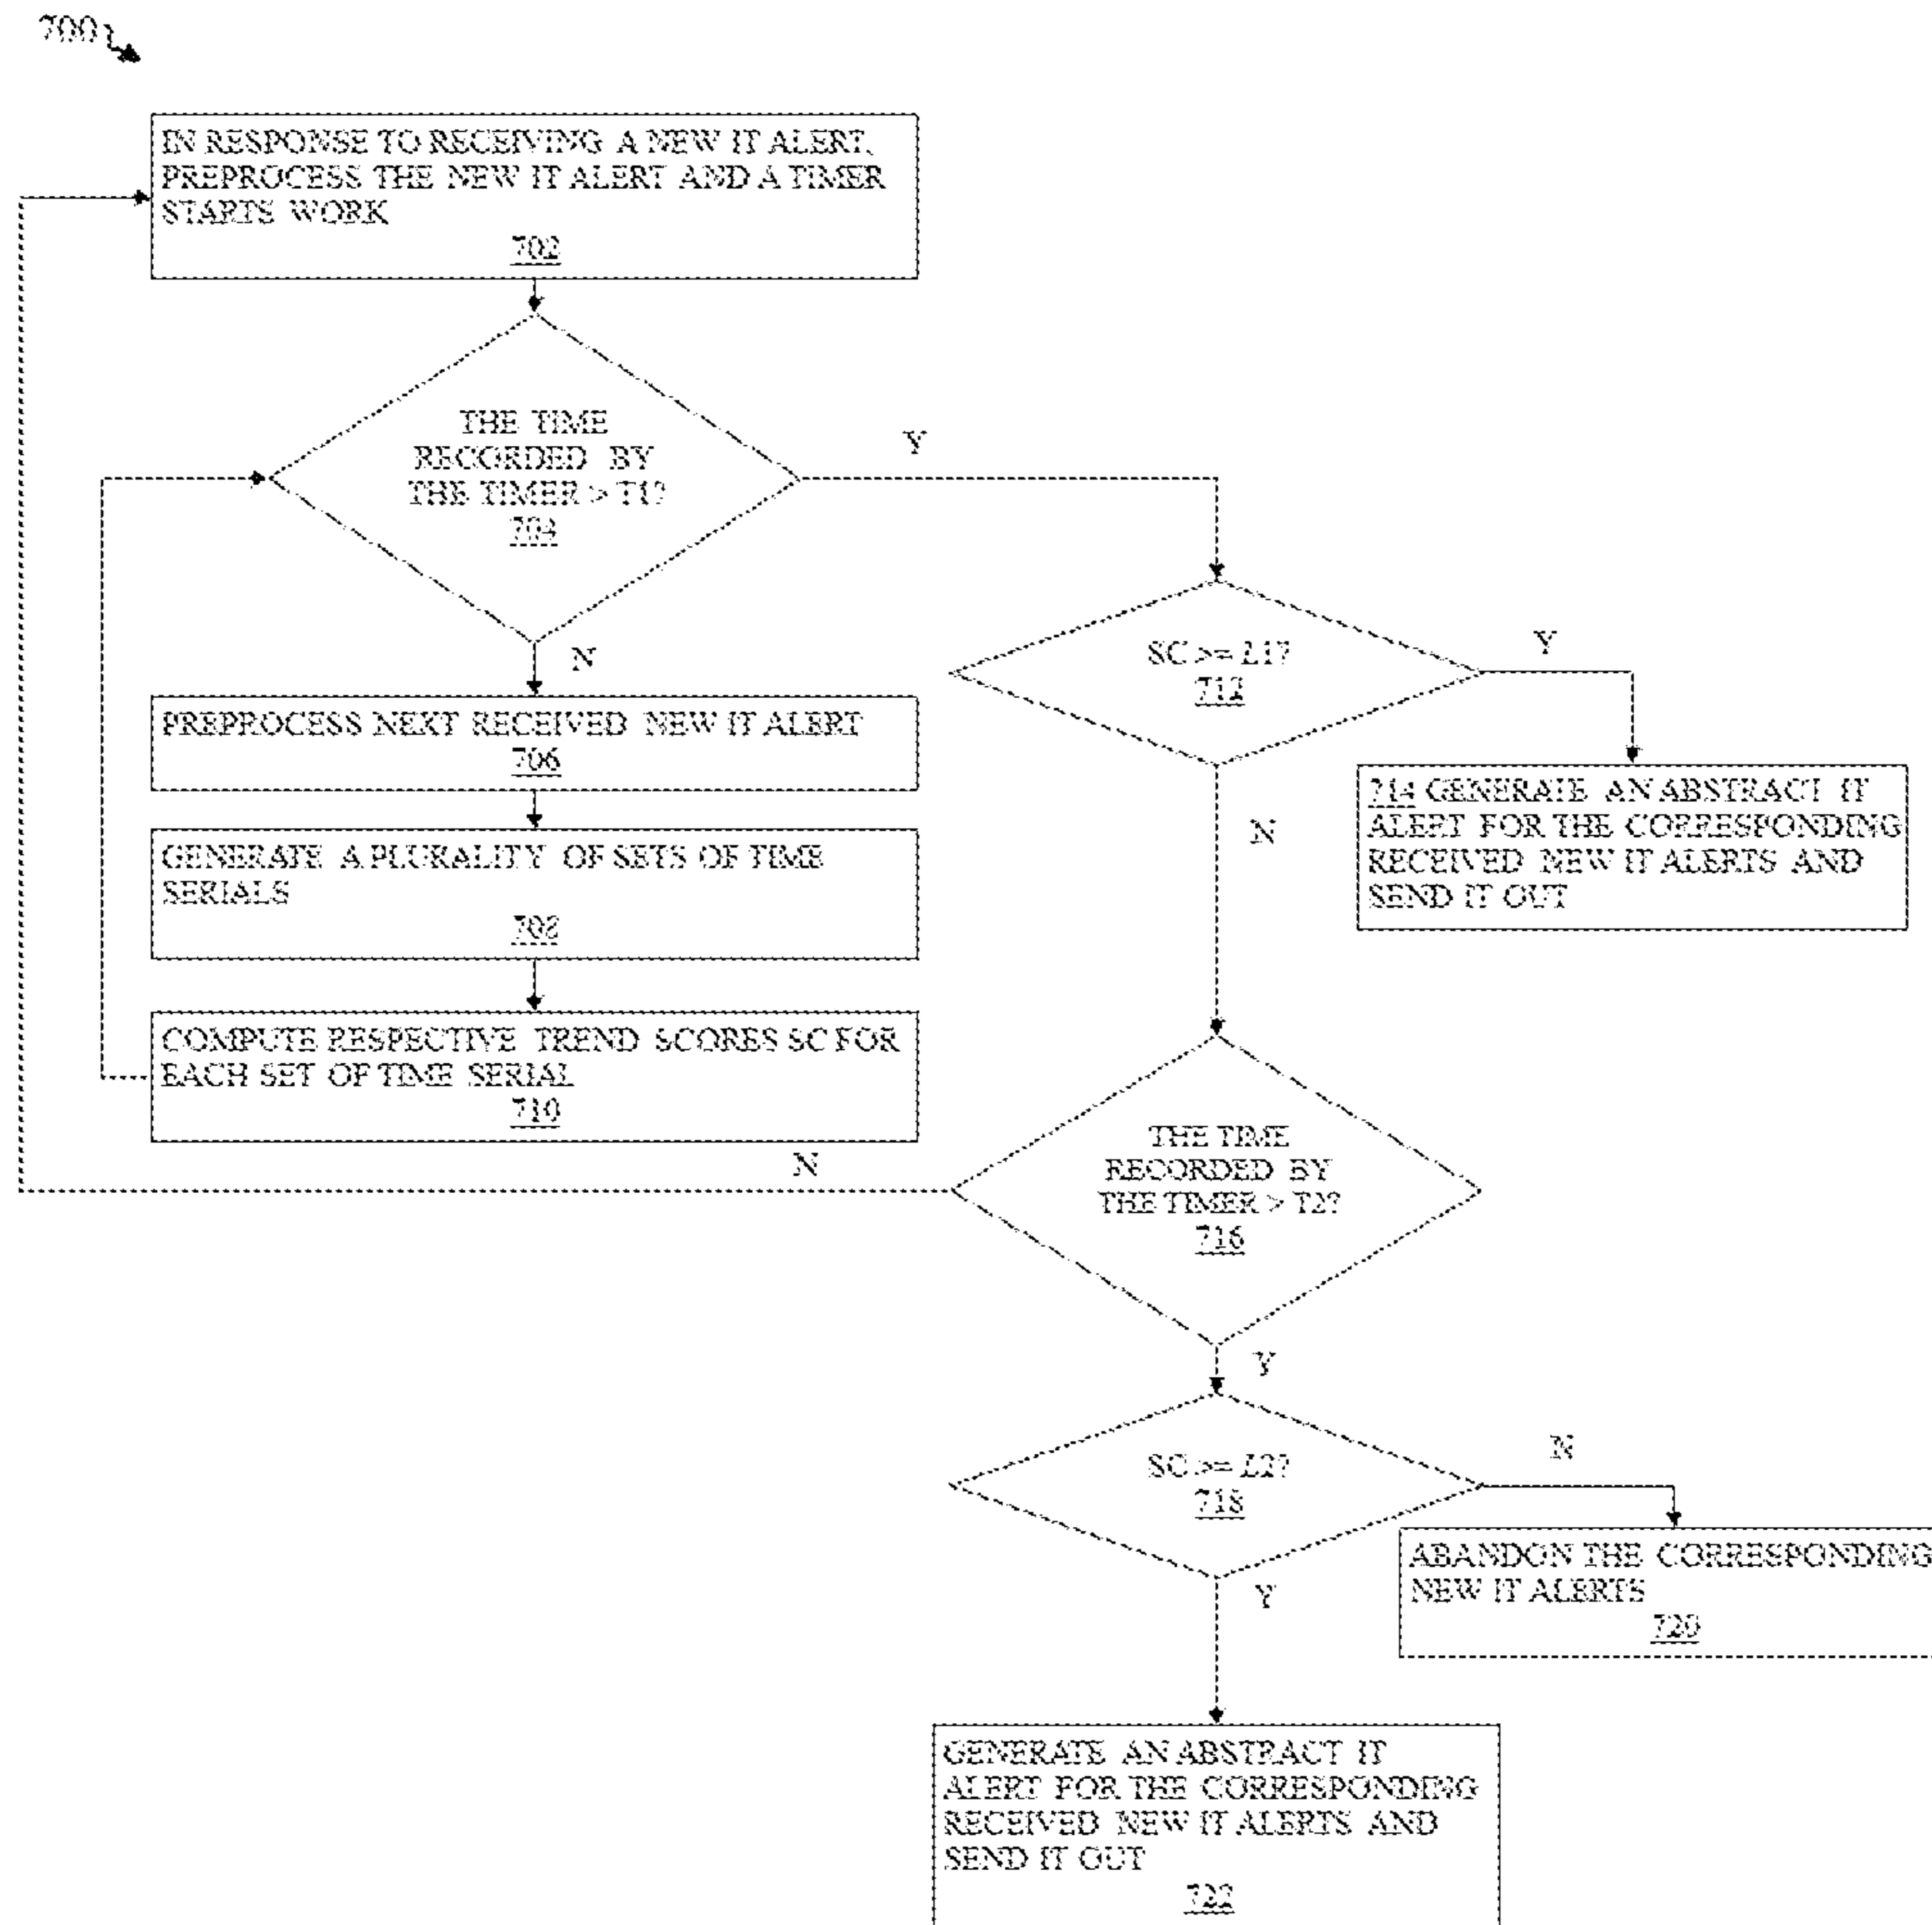 700
IN RESPONSE TO RECEIVING A NEW IT ALERT,
PREPROCESS THE NEW IT ALERT AND A TIMER
STARTS WORK
702
THE TIME
RECORDED BY
THE TIMER > T1?
704
Y
N
PREPROCESS NEXT RECEIVED NEW IT ALERT
706
GENERATE A PLURALITY OF SETS OF TIME
SERIALS
708
COMPUTE RESPECTIVE TREND SCORES SC FOR
EACH SET OF TIME SERIAL
710
SC >= L1?
712
Y
N
714 GENERATE AN ABSTRACT IT
ALERT FOR THE CORRESPONDING
RECEIVED NEW IT ALERTS AND
SEND IT OUT
THE TIME
RECORDED BY
THE TIMER > T2?
716
N
Y
SC >= L2?
718
N
Y
ABANDON THE CORRESPONDING
NEW IT ALERTS
720
GENERATE AN ABSTRACT IT
ALERT FOR THE CORRESPONDING
RECEIVED NEW IT ALERTS AND
SEND IT OUT
722